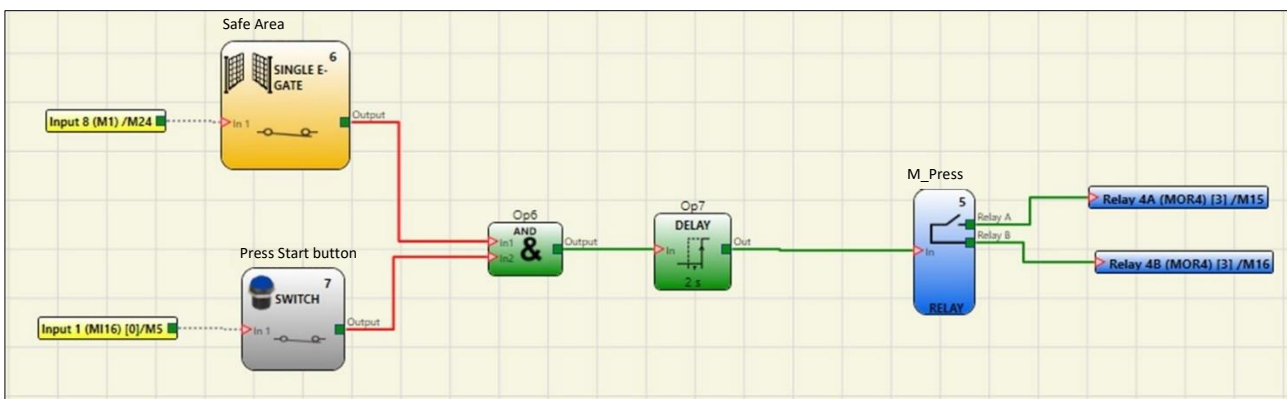 Safe Area
6
SINGLE E-
GATE
Input 8 (M1) /M24
In 1
Output
Press Start button
7
SWITCH
Input 1 (MI16) [0]/M5
In 1
Output
Op6
AND
&
In1
In2
Output
Op7
DELAY
In
Out
2 s
M_Press
5
Relay A
Relay B
In
RELAY
Relay 4A (MOR4) [3] /M15
Relay 4B (MOR4) [3] /M16